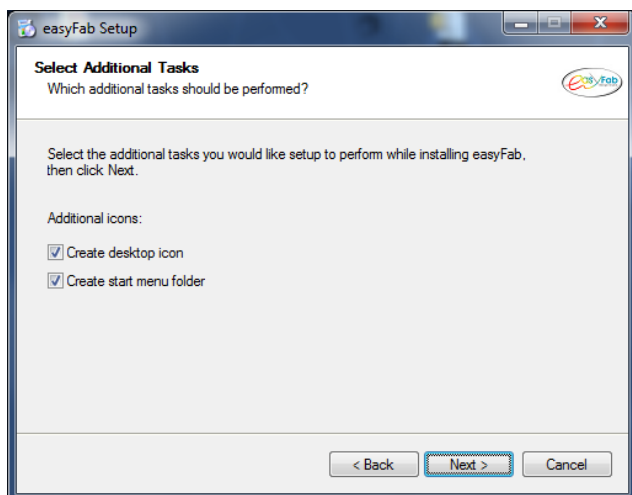 easyFab Setup
Select Additional Tasks
Which additional tasks should be performed?
easyFab
Select the additional tasks you would like setup to perform while installing easyFab,
then click Next.
Additional icons:
Create desktop icon
Create start menu folder
< Back Next > Cancel